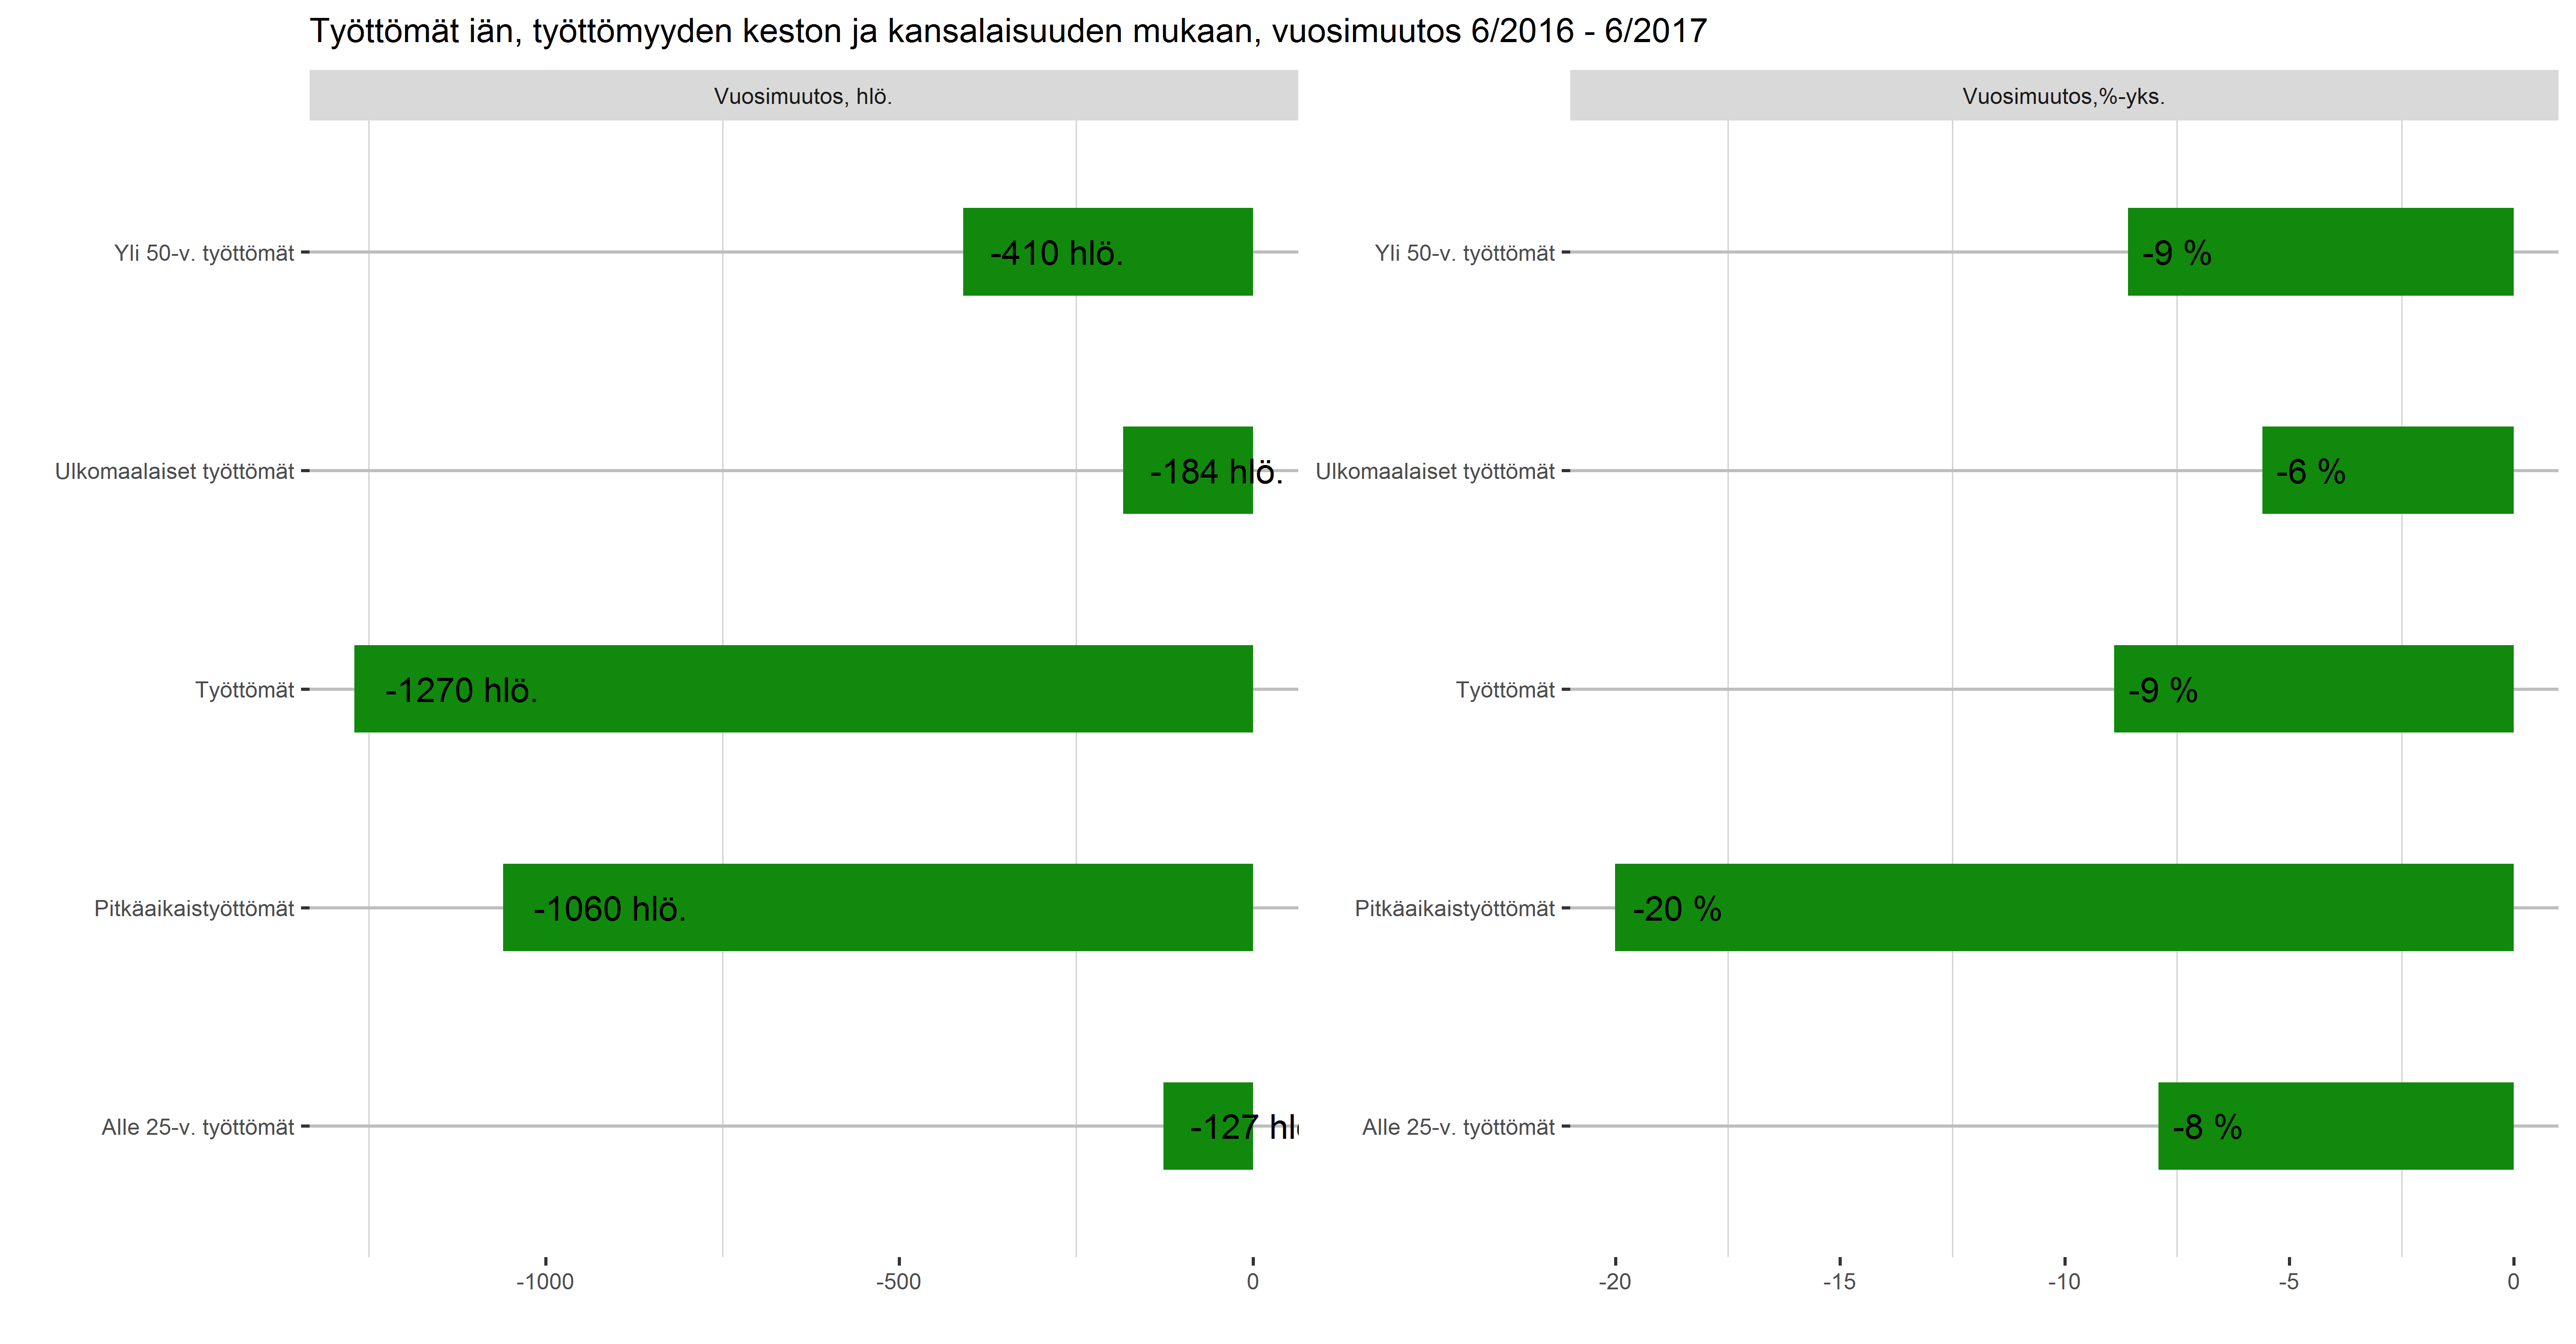 Työttömät iän, työttömyyden keston ja kansalaisuuden mukaan, vuosimuutos 6/2016 - 6/2017
Vuosimuutos, hlö.
Yli 50-v. työttömät
-410 hlö.
Ulkomaalaiset työttömät
-184 hlö.
Työttömät
-1270 hlö.
Pitkäaikaistyöttömät
-1060 hlö.
Alle 25-v. työttömät
-127
-1000
-500
0
Vuosimuutos,%-yks.
Yli 50-v. työttömät
-9 %
Ulkomaalaiset työttömät
-6 %
Työttömät
-9 %
Pitkäaikaistyöttömät
-20 %
Alle 25-v. työttömät
-8 %
-20
-15
-10
-5
0